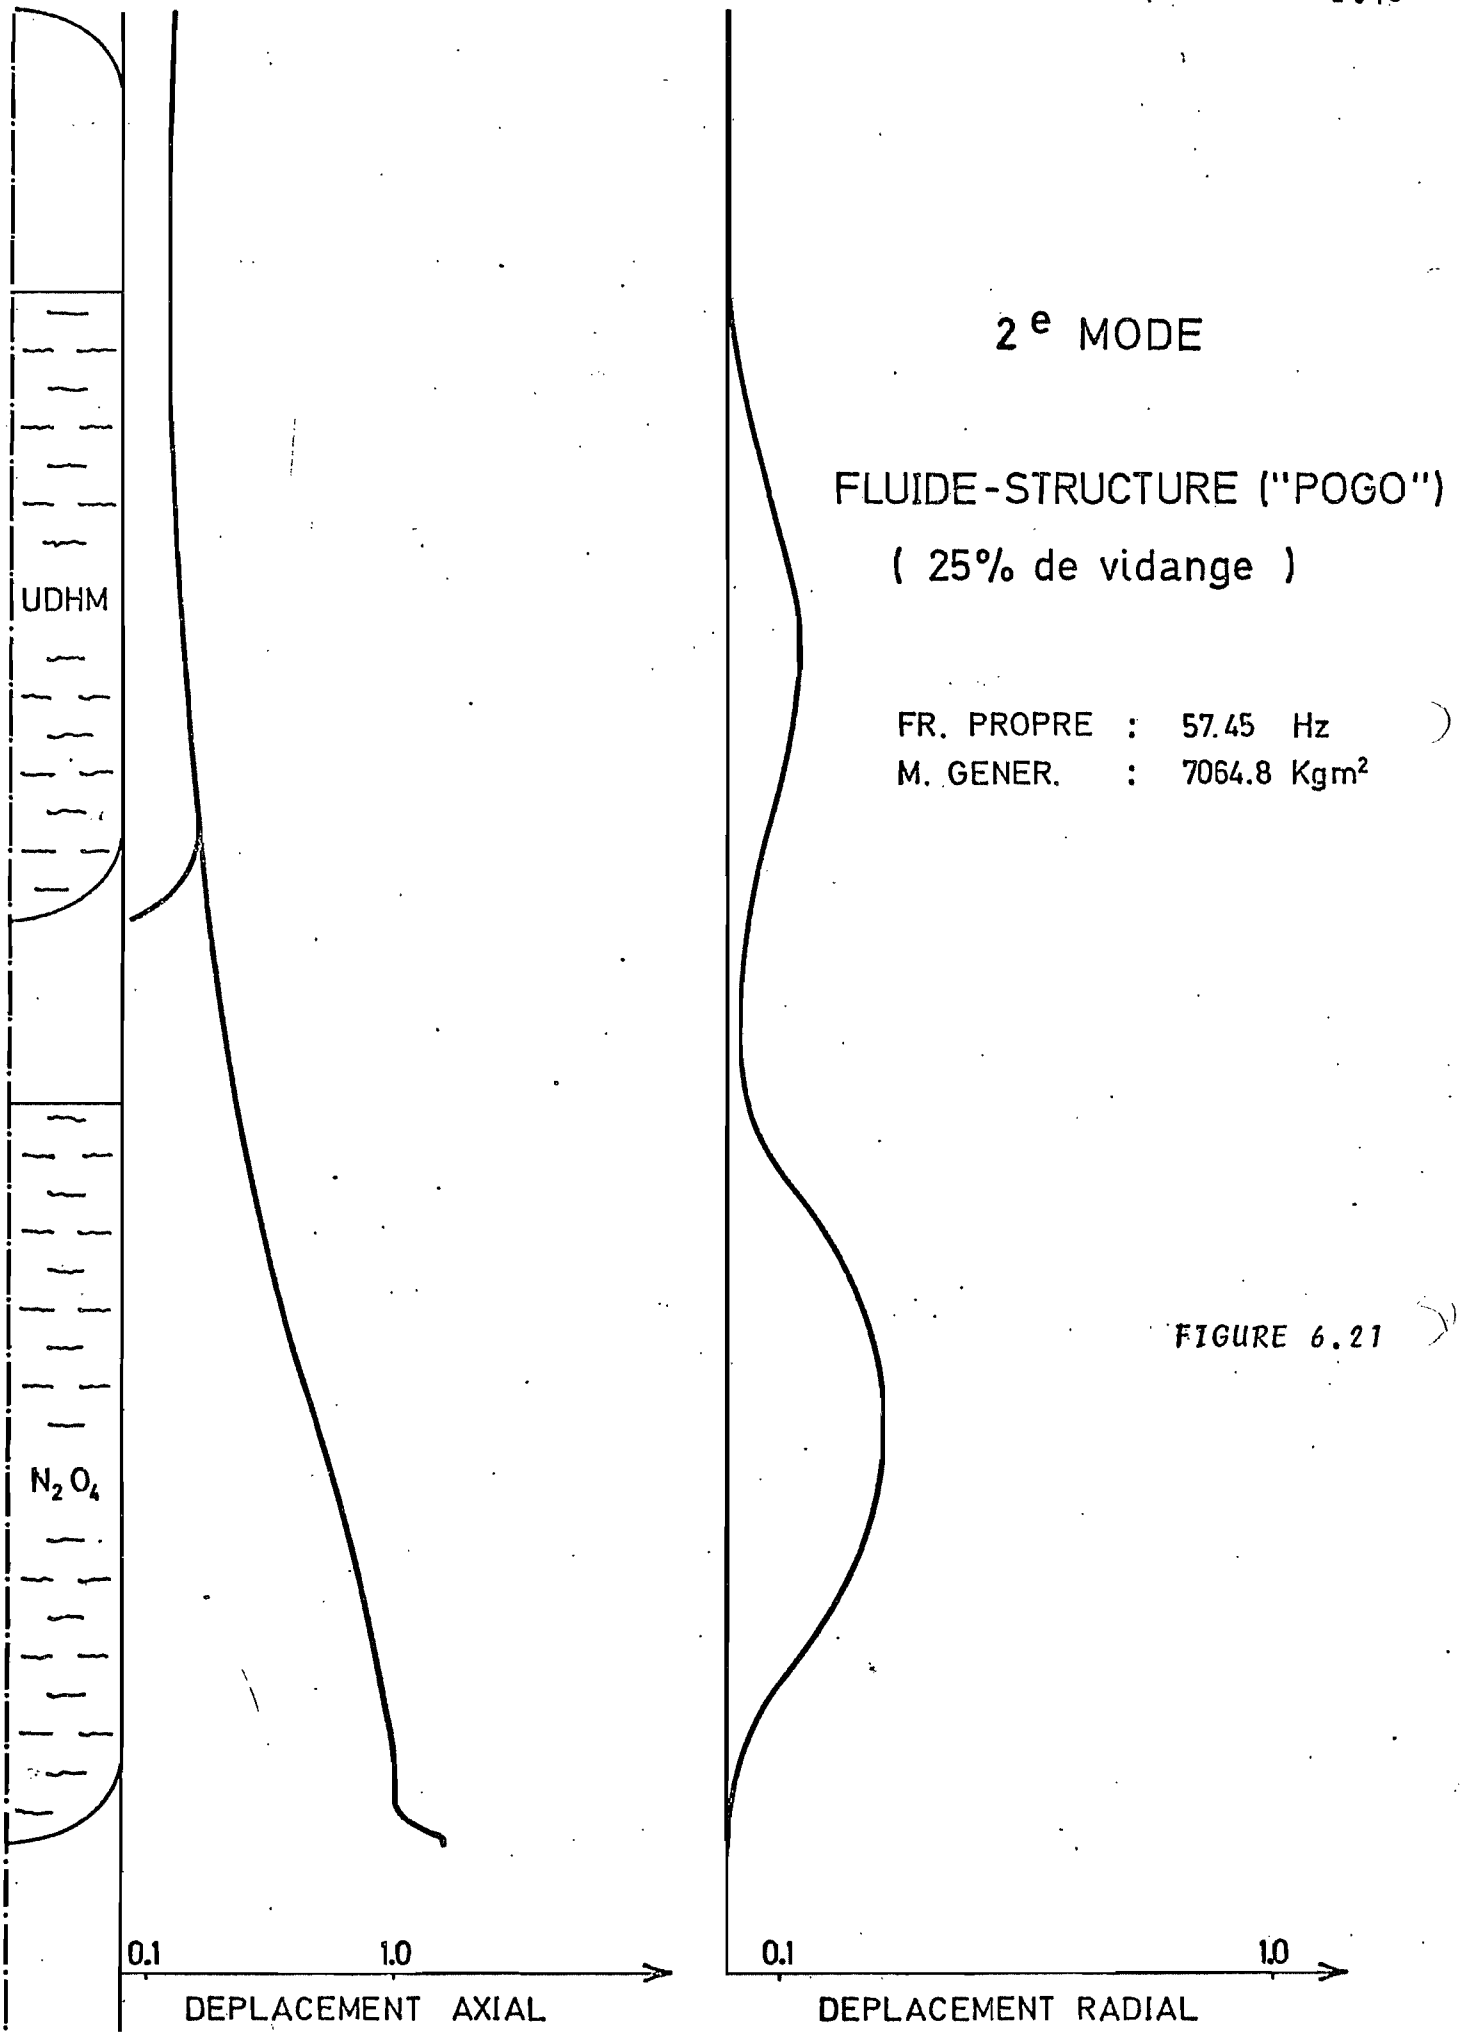 2e MODE
FLUIDE-STRUCTURE ("POGO")
( 25% de vidange )
UDHM
FR. PROPRE : 57.45 Hz
M. GENER. : 7064.8 Kgm²
FIGURE 6.21
N₂O₄
0.1 1.0
DEPLACEMENT AXIAL
0.1 1.0
DEPLACEMENT RADIAL